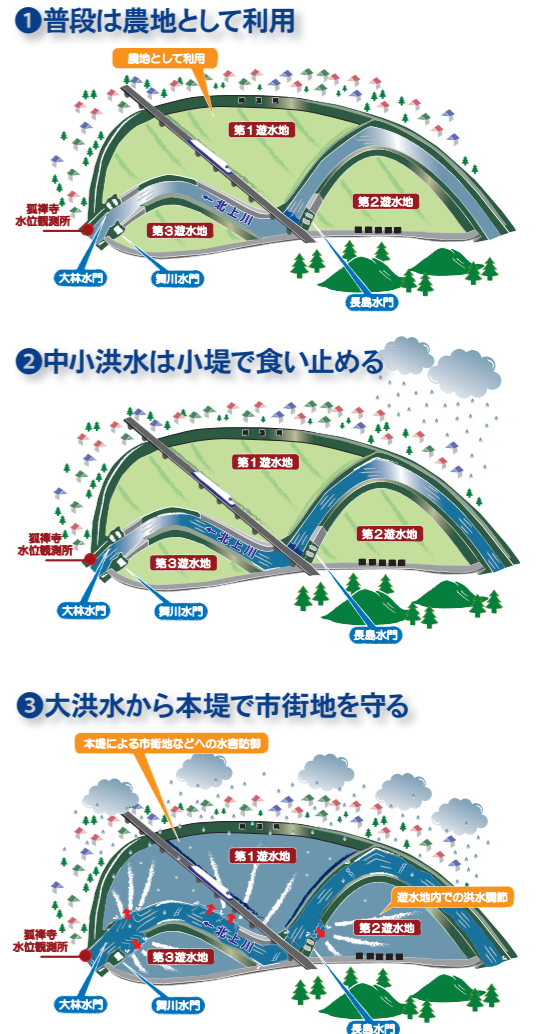 ❶普段は農地として利用
農地として利用
第1遊水地
第2遊水地
←北上川
第3遊水地
狐禅寺
水位観測所
大林水門
舞川水門
長島水門
❷中小洪水は小堤で食い止める
第1遊水地
第2遊水地
←北上川
第3遊水地
狐禅寺
水位観測所
大林水門
舞川水門
長島水門
❸大洪水から本堤で市街地を守る
本堤による市街地などへの水害防御
第1遊水地
遊水地内での洪水調節
第2遊水地
←北上川
第3遊水地
狐禅寺
水位観測所
大林水門
舞川水門
長島水門